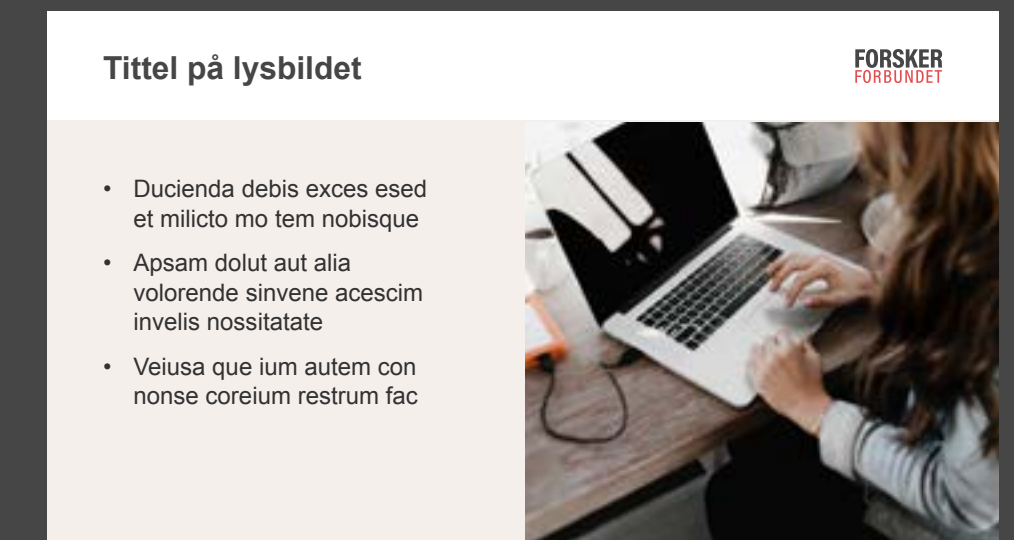 Tittel på lysbildet
FORSKER
FORBUNDET
• Ducienda debis exces esed
et milicto mo tem nobisque
• Apsam dolut aut alia
volorende sinvene acescim
invelis nossitatate
• Veiusa que ium autem con
nonse coreium restrum fac